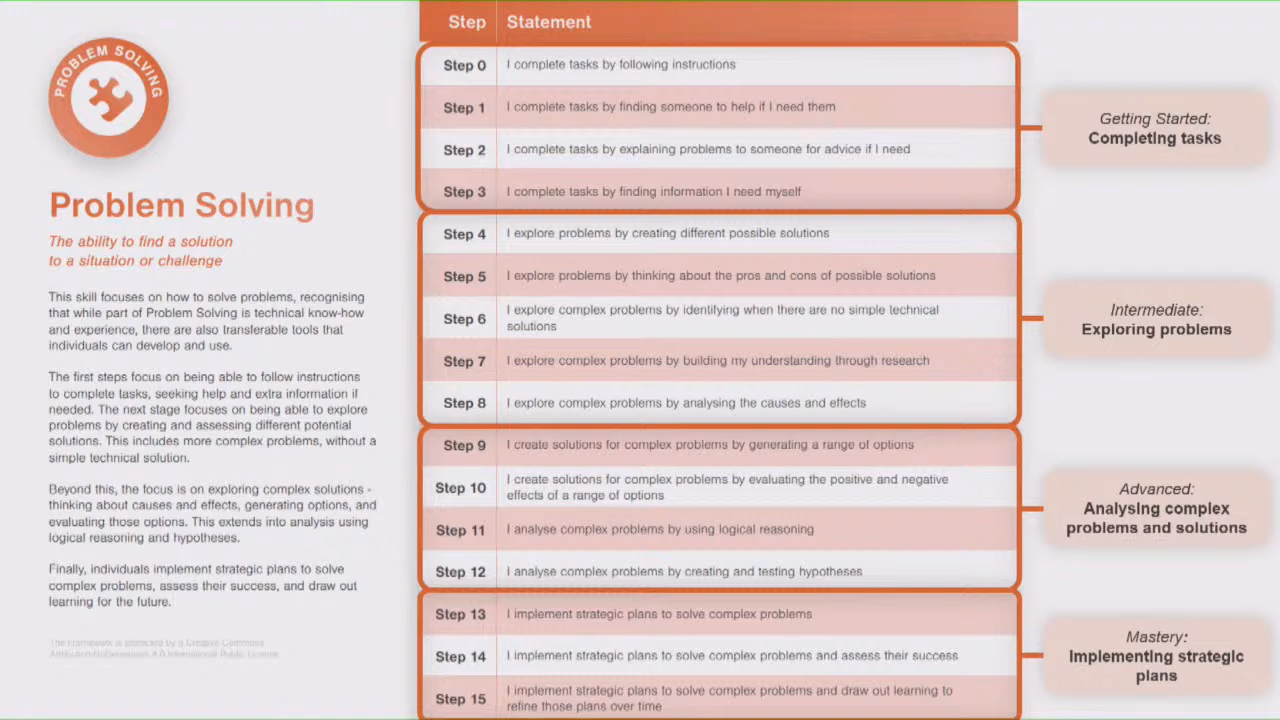 PROBLEM SOLVING
Problem Solving
The ability to find a solution
to a situation or challenge
This skill focuses on how to solve problems, recognising
that while part of Problem Solving is technical know-how
and experience, there are also transferable tools that
individuals can develop and use.
The first steps focus on being able to follow instructions
to complete tasks, seeking help and extra information if
needed. The next stage focuses on being able to explore
problems by creating and assessing different potential
solutions. This includes more complex problems, without a
simple technical solution.
Beyond this, the focus is on exploring complex solutions -
thinking about causes and effects, generating options, and
evaluating those options. This extends into analysis using
logical reasoning and hypotheses.
Finally, individuals implement strategic plans to solve
complex problems, assess their success, and draw out
learning for the future.
The Framework is protected by a Creative Commons
Attribution-NoDerivatives 4.0 International Public License
Step Statement
Step 0 I complete tasks by following instructions
Step 1 I complete tasks by finding someone to help if I need them
Step 2 I complete tasks by explaining problems to someone for advice if I need
Step 3 I complete tasks by finding information I need myself
Step 4 I explore problems by creating different possible solutions
Step 5 I explore problems by thinking about the pros and cons of possible solutions
Step 6 I explore complex problems by identifying when there are no simple technical
solutions
Step 7 I explore complex problems by building my understanding through research
Step 8 I explore complex problems by analysing the causes and effects
Step 9 I create solutions for complex problems by generating a range of options
Step 10 I create solutions for complex problems by evaluating the positive and negative
effects of a range of options
Step 11 I analyse complex problems by using logical reasoning
Step 12 I analyse complex problems by creating and testing hypotheses
Step 13 I implement strategic plans to solve complex problems
Step 14 I implement strategic plans to solve complex problems and assess their success
Step 15 I implement strategic plans to solve complex problems and draw out learning to
refine those plans over time
Getting Started:
Completing tasks
Intermediate:
Exploring problems
Advanced:
Analysing complex
problems and solutions
Mastery:
Implementing strategic
plans